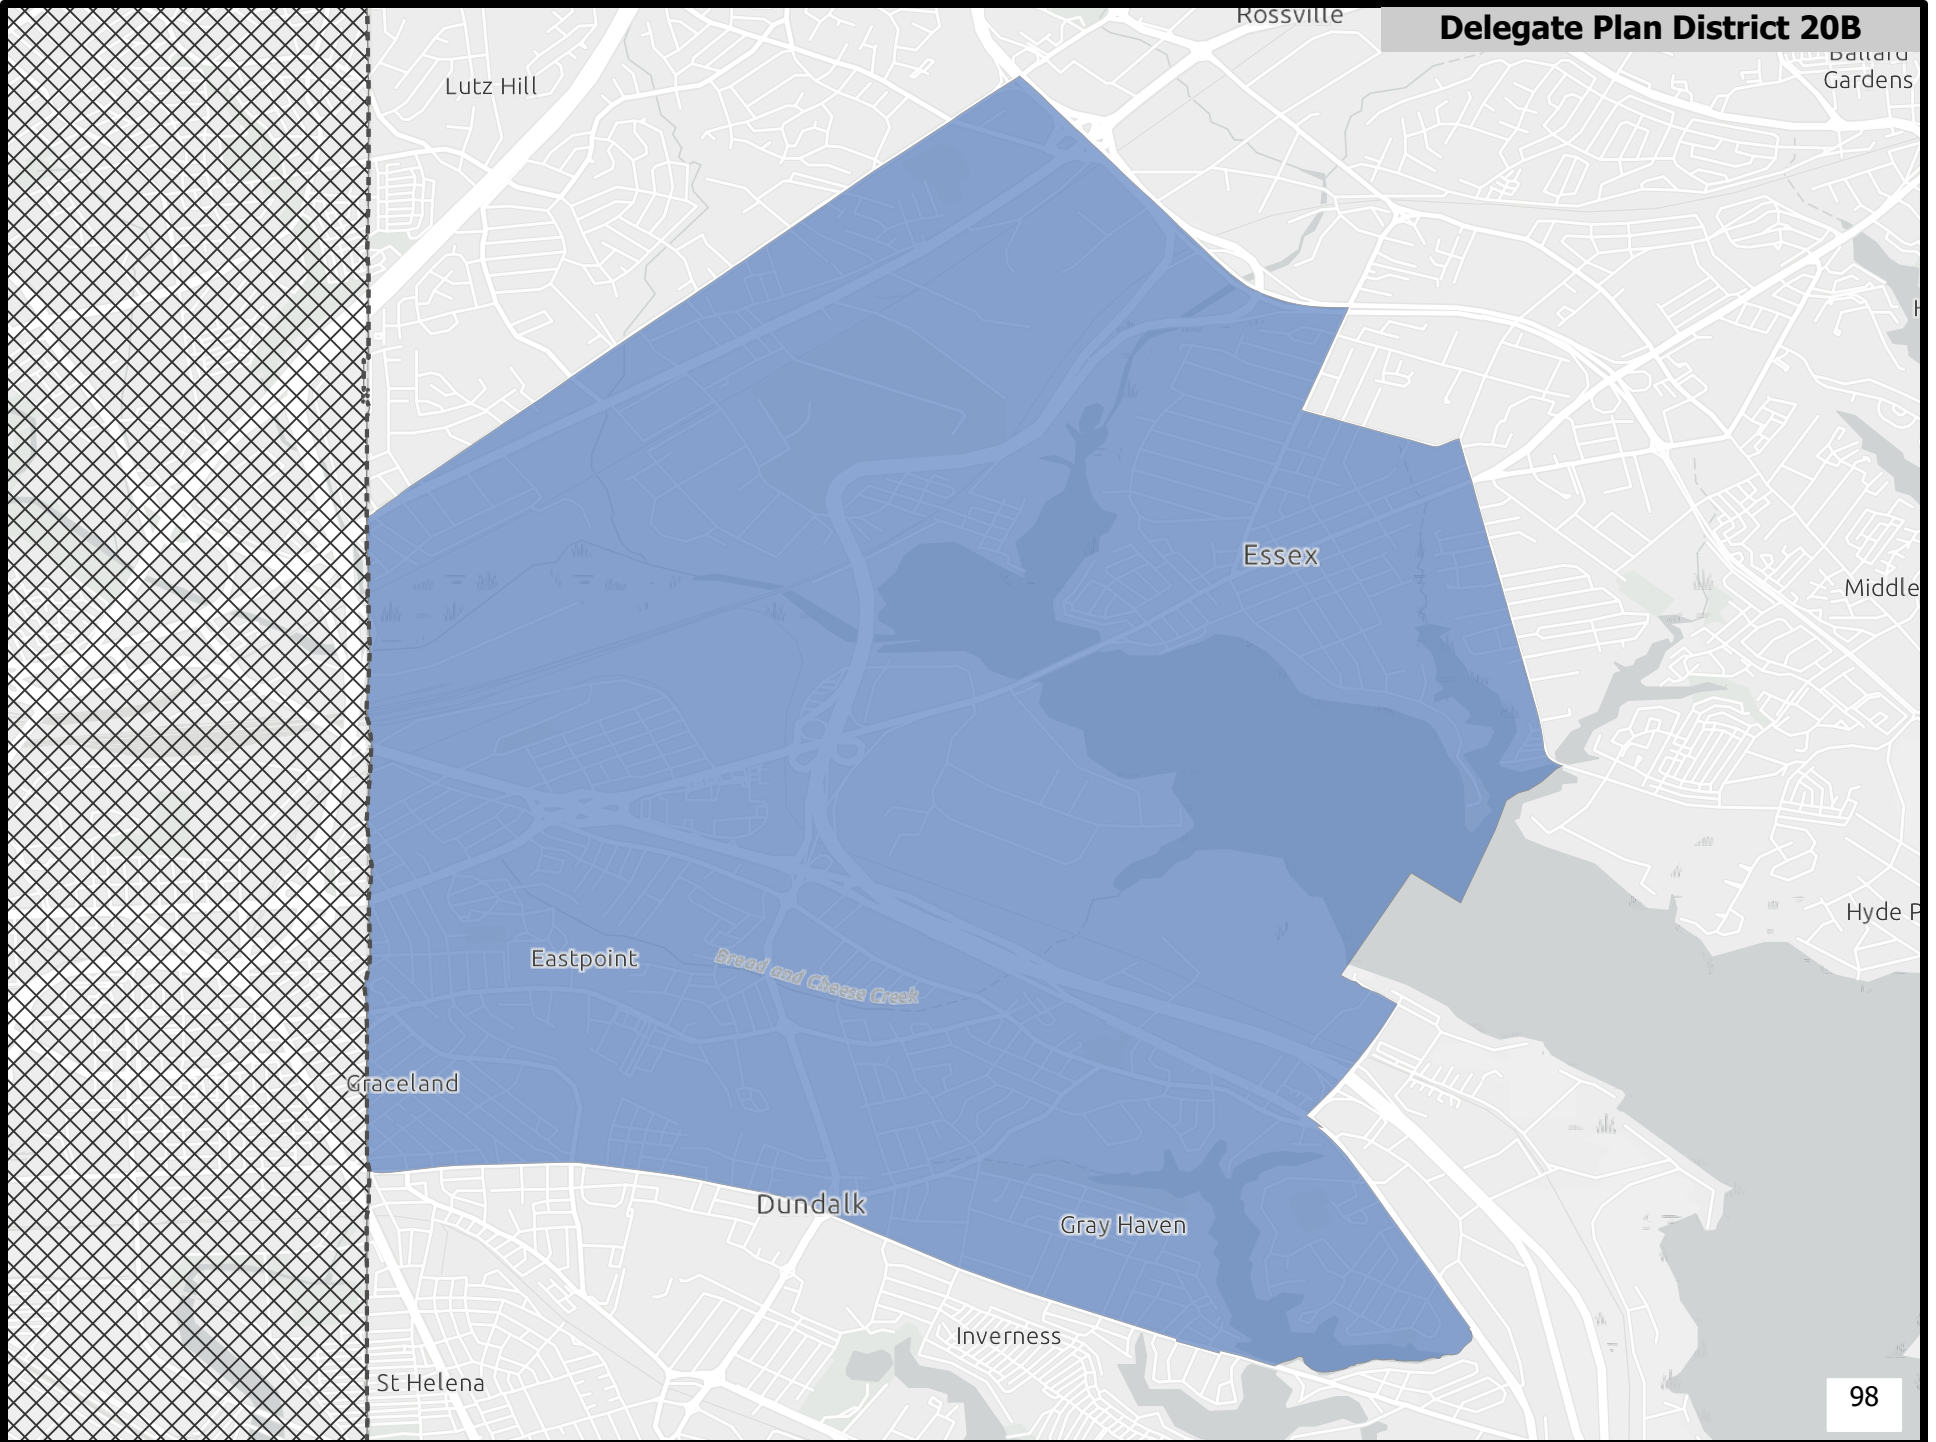 Rossville
Delegate Plan District 20B
Lutz Hill
Ballard
Gardens
Essex
Middle
Hyde P
Eastpoint
Bread and Cheese Creek
Graceland
Dundalk
Gray Haven
Inverness
St Helena
98